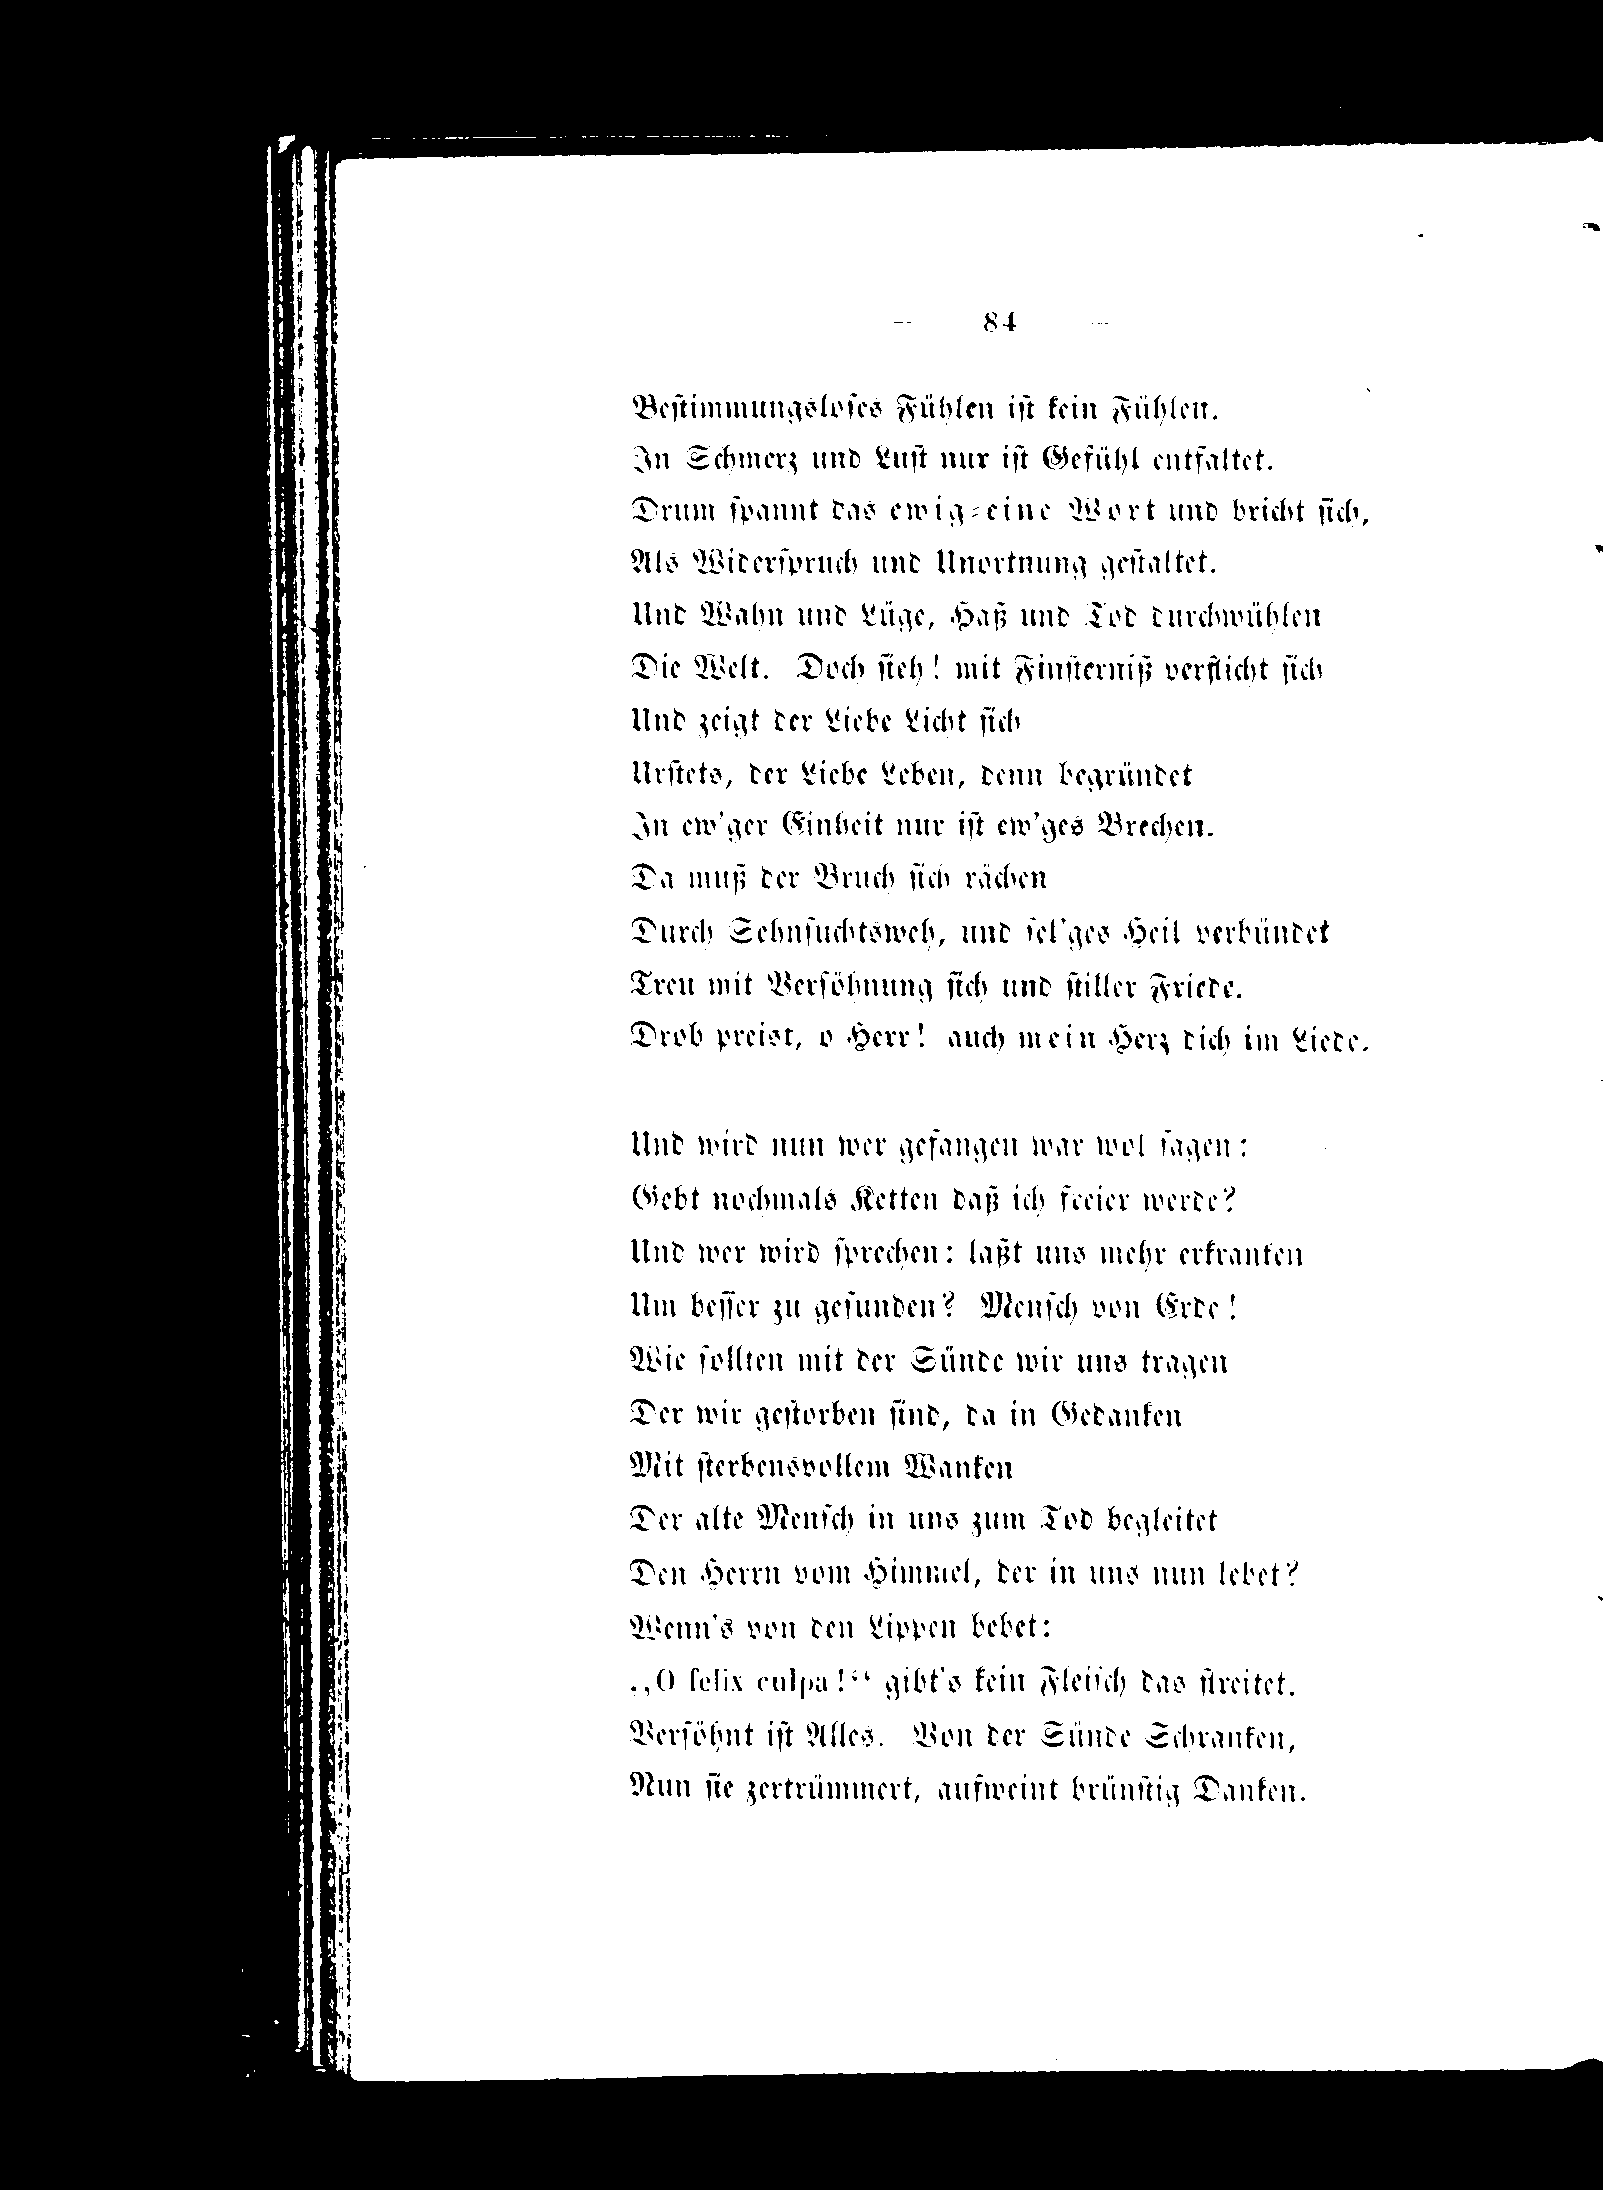 — 84 —
Bestimmungsloses Fühlen ist kein Fühlen.
In Schmerz und Lust nur ist Gefühl entfaltet.
Drum spannt das ewig-eine Wort und bricht sich,
Als Widerspruch und Unordnung gestaltet.
Und Wahn und Lüge, Haß und Tod durchwühlen
Die Welt. Doch sieh! mit Finsterniß verflicht sich
Und zeigt der Liebe Licht sich
Urstets, der Liebe Leben, denn begründet
In ew'ger Einheit nur ist ew'ges Brechen.
Da muß der Bruch sich rächen
Durch Sehnsuchtsweh, und sel'ges Heil verbündet
Treu mit Versöhnung sich und stiller Friede.
Drob preist, o Herr! auch mein Herz dich im Liede.
Und wird nun wer gefangen war wol sagen:
Gebt nochmals Ketten daß ich freier werde?
Und wer wird sprechen: laßt uns mehr erkranken
Um besser zu gesunden? Mensch von Erde!
Wie sollten mit der Sünde wir uns tragen
Der wir gestorben sind, da in Gedanken
Mit sterbensvollem Wanken
Der alte Mensch in uns zum Tod begleitet
Den Herrn vom Himmel, der in uns nun lebet?
Wenn's von den Lippen bebet:
„O felix culpa!“ gibt's kein Fleisch das streitet.
Versöhnt ist Alles. Von der Sünde Schranken,
Nun sie zertrümmert, aufweint brünstig Danken.